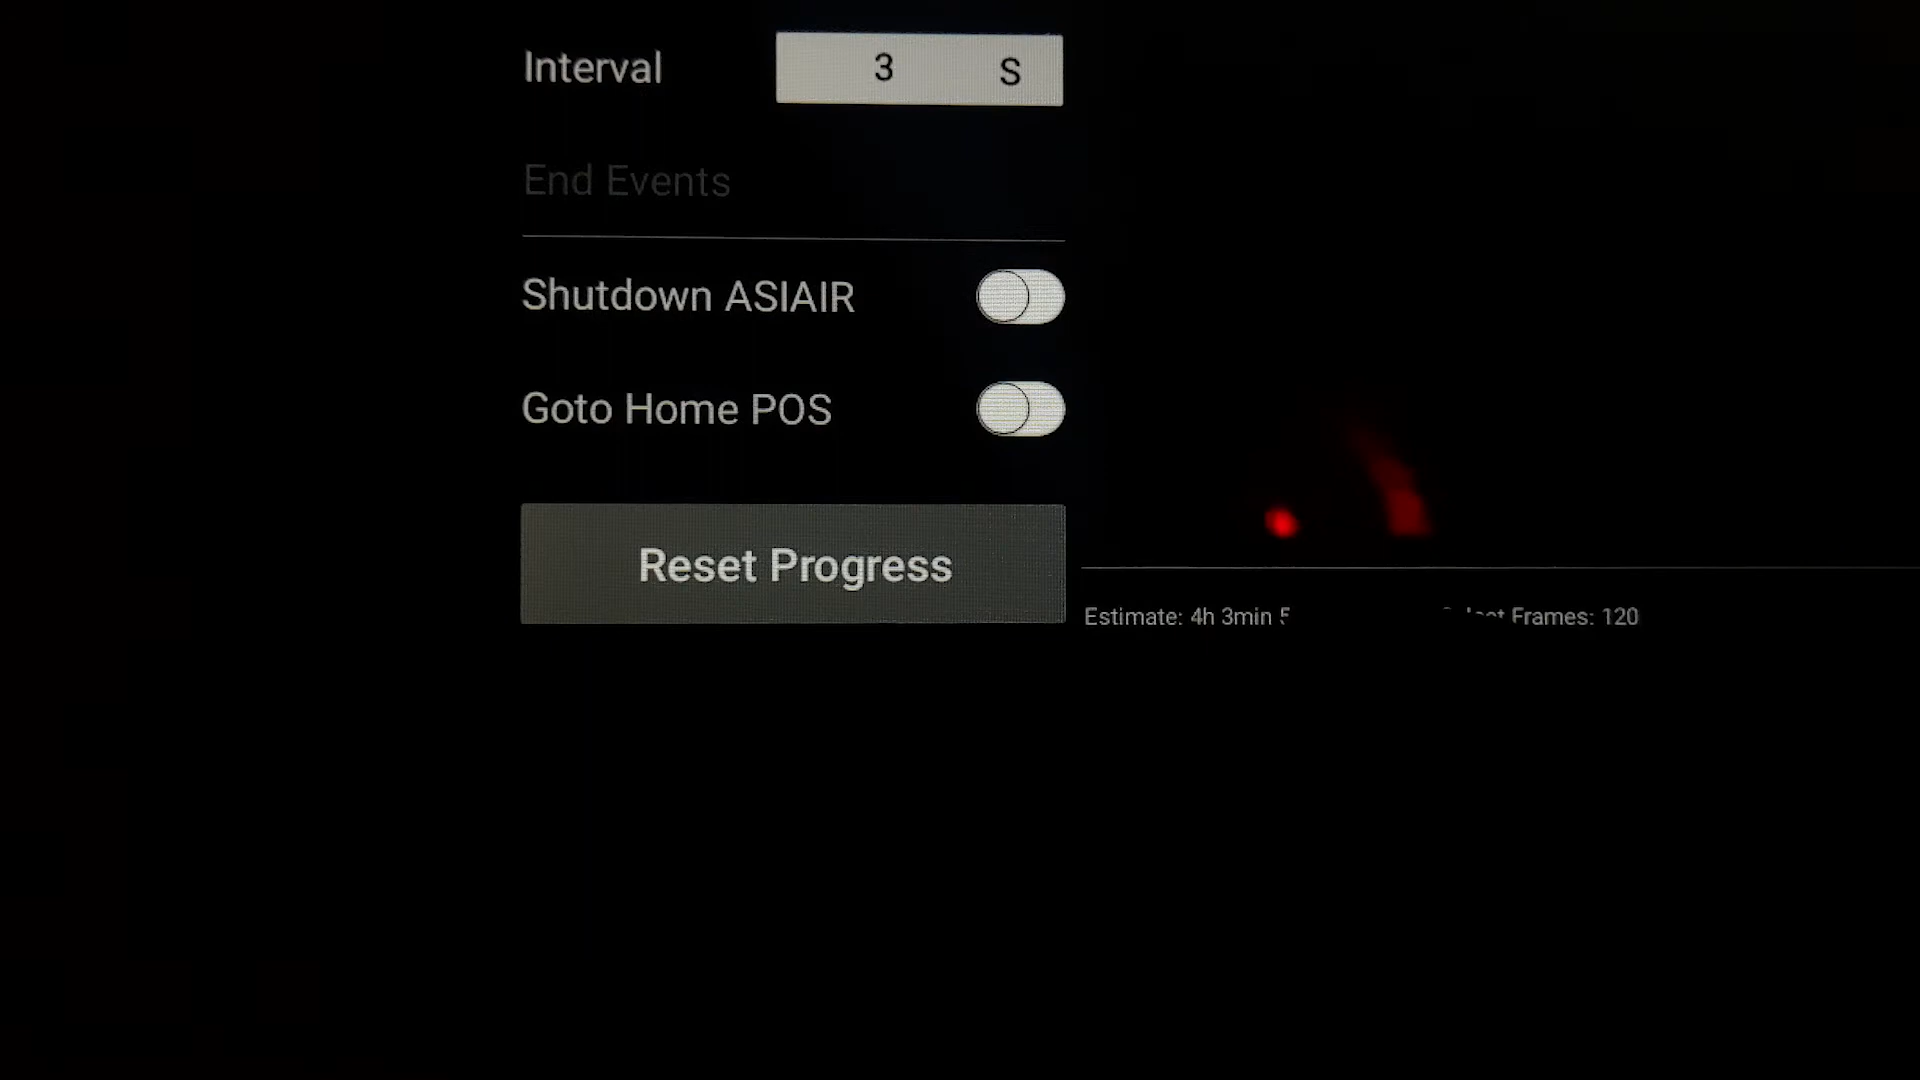 Interval 3 S
End Events
Shutdown ASIAIR
Goto Home POS
Reset Progress
Estimate: 4h 3min
Frames: 120